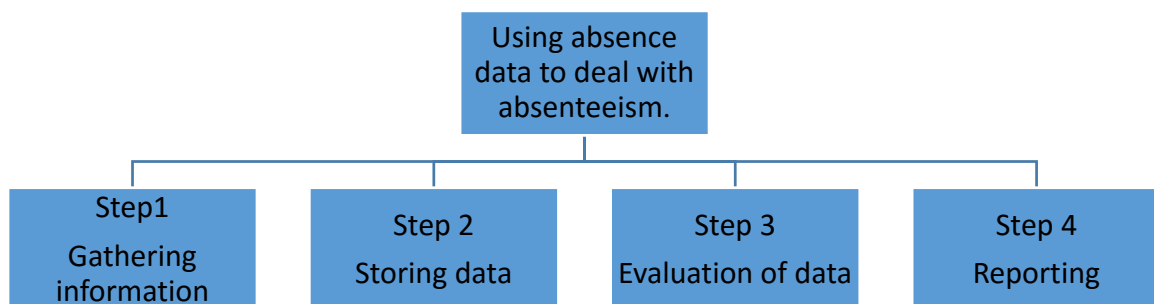 Using absence
data to deal with
absenteeism.
Step1
Gathering
information
Step 2
Storing data
Step 3
Evaluation of data
Step 4
Reporting